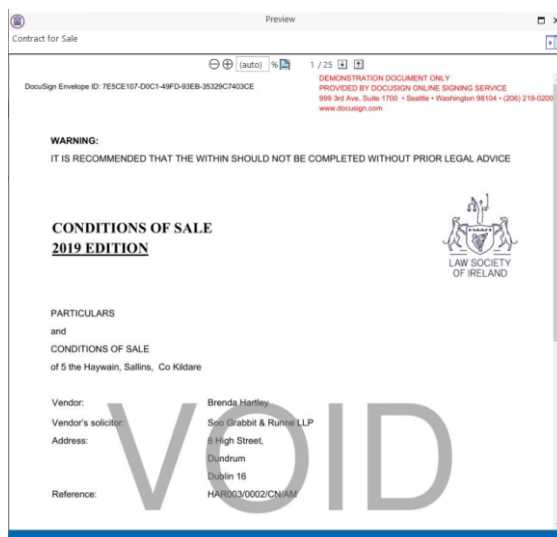 Preview
Contract for Sale
(auto) %
1 / 25
DocuSign Envelope ID: 7E5CE107-D0C1-49FD-93EB-35329C7403CE
DEMONSTRATION DOCUMENT ONLY
PROVIDED BY DOCUSIGN ONLINE SIGNING SERVICE
999 3rd Ave, Suite 1700 • Seattle • Washington 98104 • (206) 219-0200
www.docusign.com
WARNING:
IT IS RECOMMENDED THAT THE WITHIN SHOULD NOT BE COMPLETED WITHOUT PRIOR LEGAL ADVICE
CONDITIONS OF SALE
2019 EDITION
LAW SOCIETY
OF IRELAND
PARTICULARS
and
CONDITIONS OF SALE
of 5 the Haywain, Sallins, Co Kildare
Vendor: Brenda Hartley
Vendor's solicitor: Soo Grabbit & Runne LLP
Address: 6 High Street,
Dundrum
Dublin 16
Reference: HAR003/0002/CN/AM
VOID